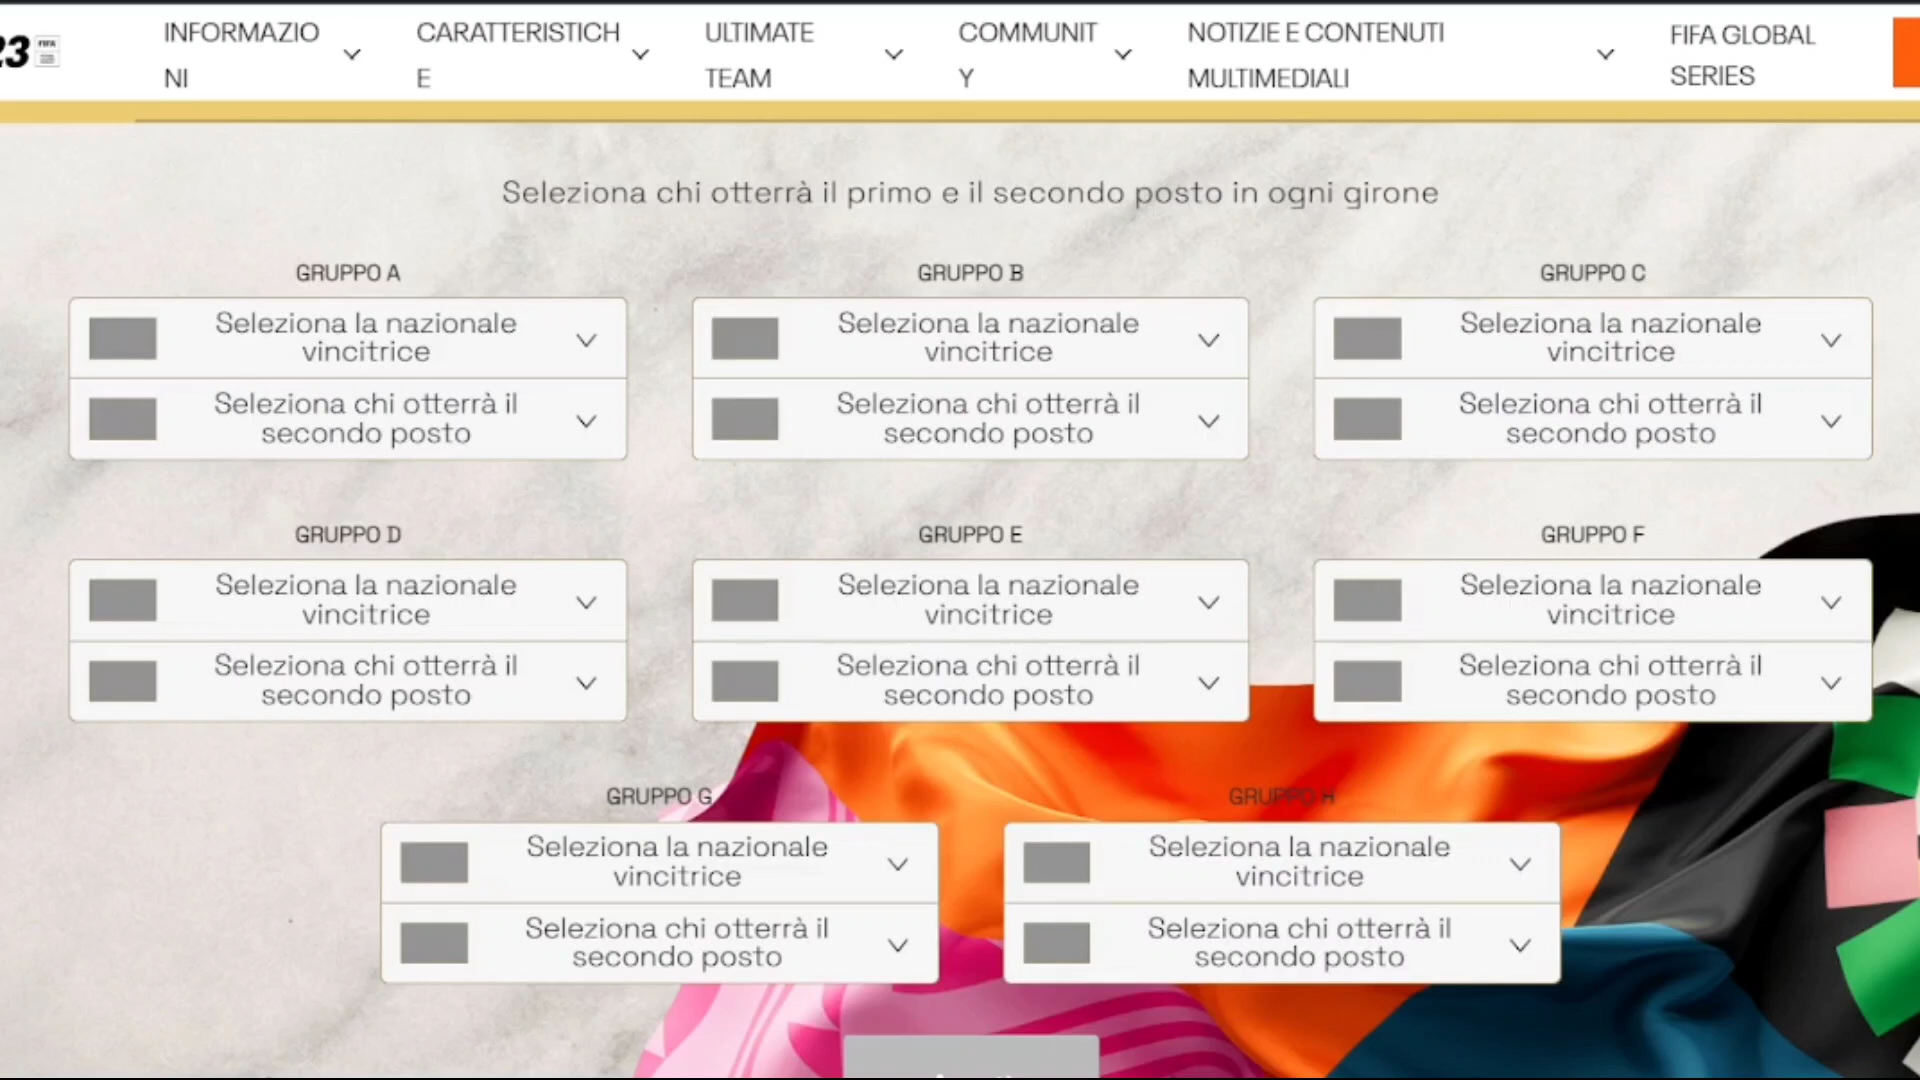 23 FIFA
INFORMAZIO
NI
CARATTERISTICH
E
ULTIMATE
TEAM
COMMUNIT
Y
NOTIZIE E CONTENUTI
MULTIMEDIALI
FIFA GLOBAL
SERIES
Seleziona chi otterrà il primo e il secondo posto in ogni girone
GRUPPO A
Seleziona la nazionale
vincitrice
Seleziona chi otterrà il
secondo posto
GRUPPO B
Seleziona la nazionale
vincitrice
Seleziona chi otterrà il
secondo posto
GRUPPO C
Seleziona la nazionale
vincitrice
Seleziona chi otterrà il
secondo posto
GRUPPO D
Seleziona la nazionale
vincitrice
Seleziona chi otterrà il
secondo posto
GRUPPO E
Seleziona la nazionale
vincitrice
Seleziona chi otterrà il
secondo posto
GRUPPO F
Seleziona la nazionale
vincitrice
Seleziona chi otterrà il
secondo posto
GRUPPO G
Seleziona la nazionale
vincitrice
Seleziona chi otterrà il
secondo posto
GRUPPO H
Seleziona la nazionale
vincitrice
Seleziona chi otterrà il
secondo posto